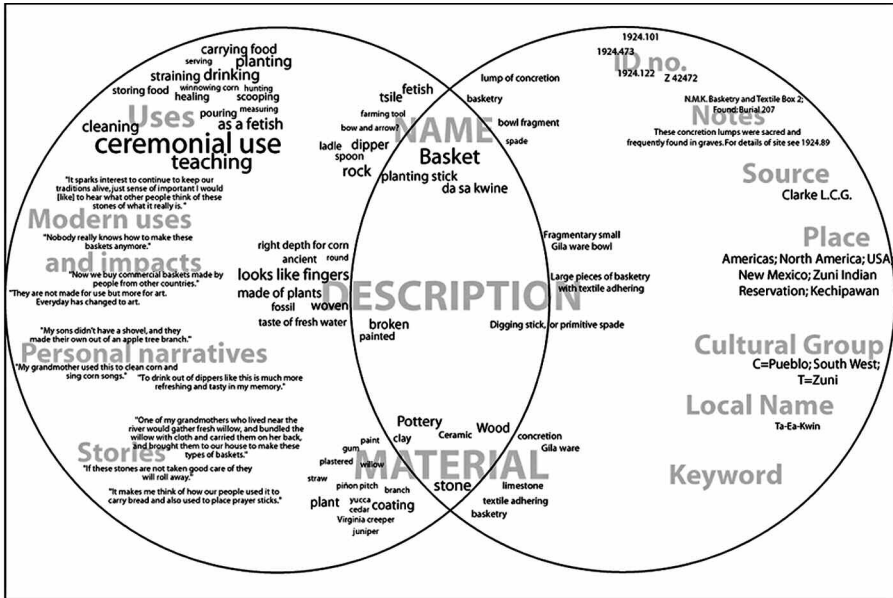 carrying food
serving
planting
straining
drinking
winnowing corn
hunting
storing food
healing
scooping
measuring
pouring
Uses
cleaning
as a fetish
ceremonial use
teaching
"It sparks interest to continue to keep our
traditions alive, just sense of important I would
[like] to hear what other people think of these
stones of what it really is."
Modern uses
and impacts
"Nobody really knows how to make these
baskets anymore."
"Now we buy commercial baskets made by
people from other countries."
"They are not made for use but more for art.
Everyday has changed to art.
"My sons didn't have a shovel, and they
made their own out of an apple tree branch."
Personal narratives
"My grandmother used this to clean corn and
sing corn songs."
"To drink out of dippers like this is much more
refreshing and tasty in my memory."
"One of my grandmothers who lived near the
river would gather fresh willow, and bundled the
willow with cloth and carried them on her back,
and brought them to our house to make these
types of baskets."
Stories
"If these stones are not taken good care of they
will roll away."
"It makes me think of how our people used it to
carry bread and also used to place prayer sticks."
fetish
tsile
farming tool
bow and arrow?
ladle
dipper
spoon
rock
NAME
Basket
planting stick
da sa kwine
lump of concretion
basketry
bowl fragment
spade
right depth for corn
ancient
round
looks like fingers
made of plants
fossil
woven
taste of fresh water
DESCRIPTION
broken
painted
Fragmentary small
Gila ware bowl
Large pieces of basketry
with textile adhering
Digging stick, or primitive spade
Pottery
clay
Ceramic
Wood
MATERIAL
stone
paint
gum
plastered
willow
straw
piñon pitch
branch
plant
yucca
cedar
coating
Virginia creeper
juniper
concretion
Gila ware
limestone
textile adhering
basketry
1924.101
1924.473
ID no.
1924.122
Z 42472
N.M.K. Basketry and Textile Box 2;
Found: Burial 207
Notes
These concretion lumps were sacred and
frequently found in graves. For details of site see 1924.89
Source
Clarke L.C.G.
Place
Americas; North America; USA;
New Mexico; Zuni Indian
Reservation; Kechipawan
Cultural Group
C=Pueblo; South West;
T=Zuni
Local Name
Ta-Ea-Kwin
Keyword